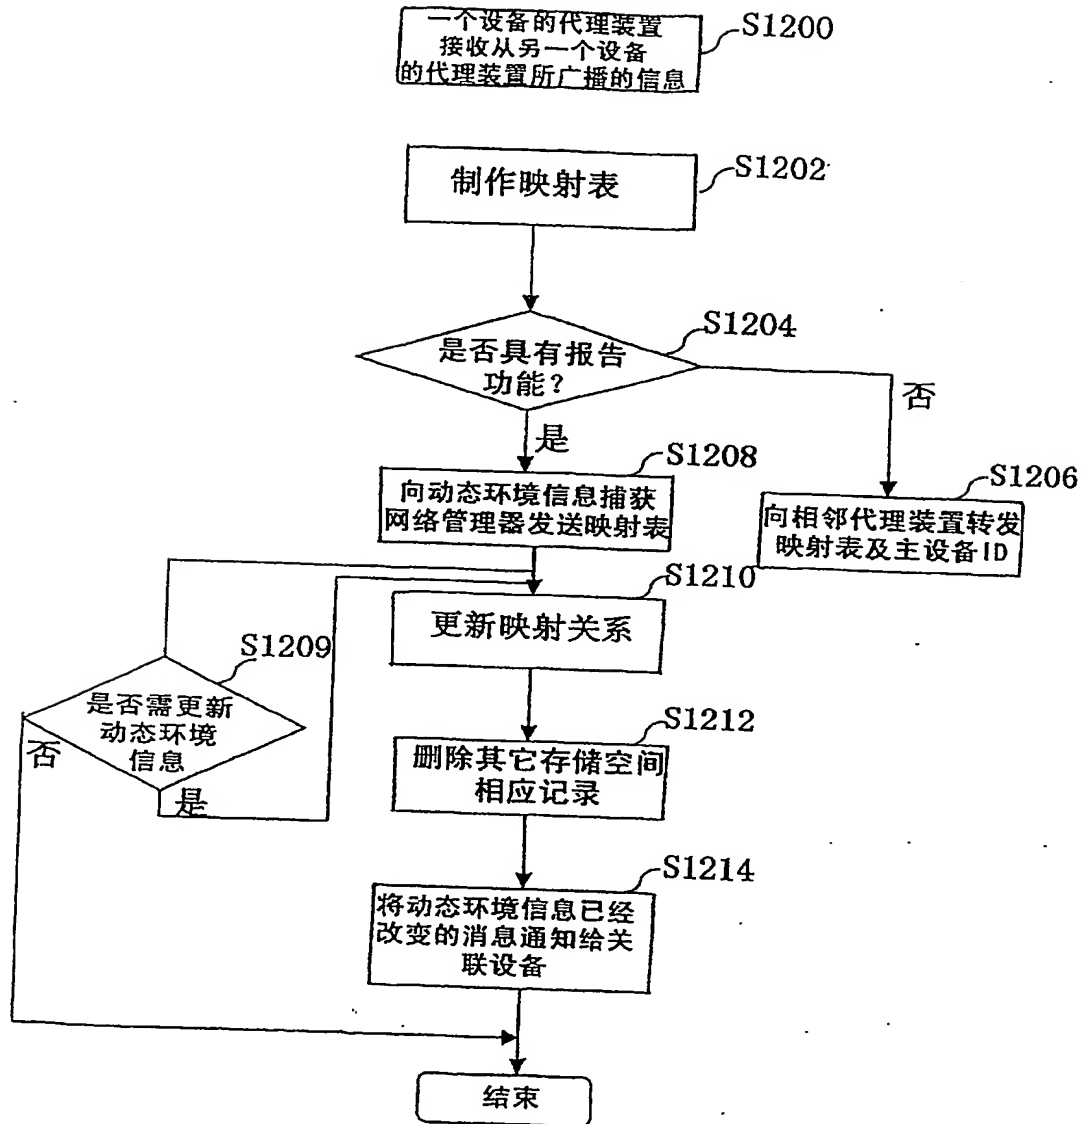 一个设备的代理装置
接收从另一个设备
的代理装置所广播的信息
S1200
制作映射表
S1202
是否具有报告
功能?
S1204
否
是
S1208
向动态环境信息捕获
网络管理器发送映射表
S1206
向相邻代理装置转发
映射表及主设备ID
S1210
更新映射关系
S1209
是否需更新
动态环境
信息
否
是
S1212
删除其它存储空间
相应记录
S1214
将动态环境信息已经
改变的消息通知给关
联设备
结束